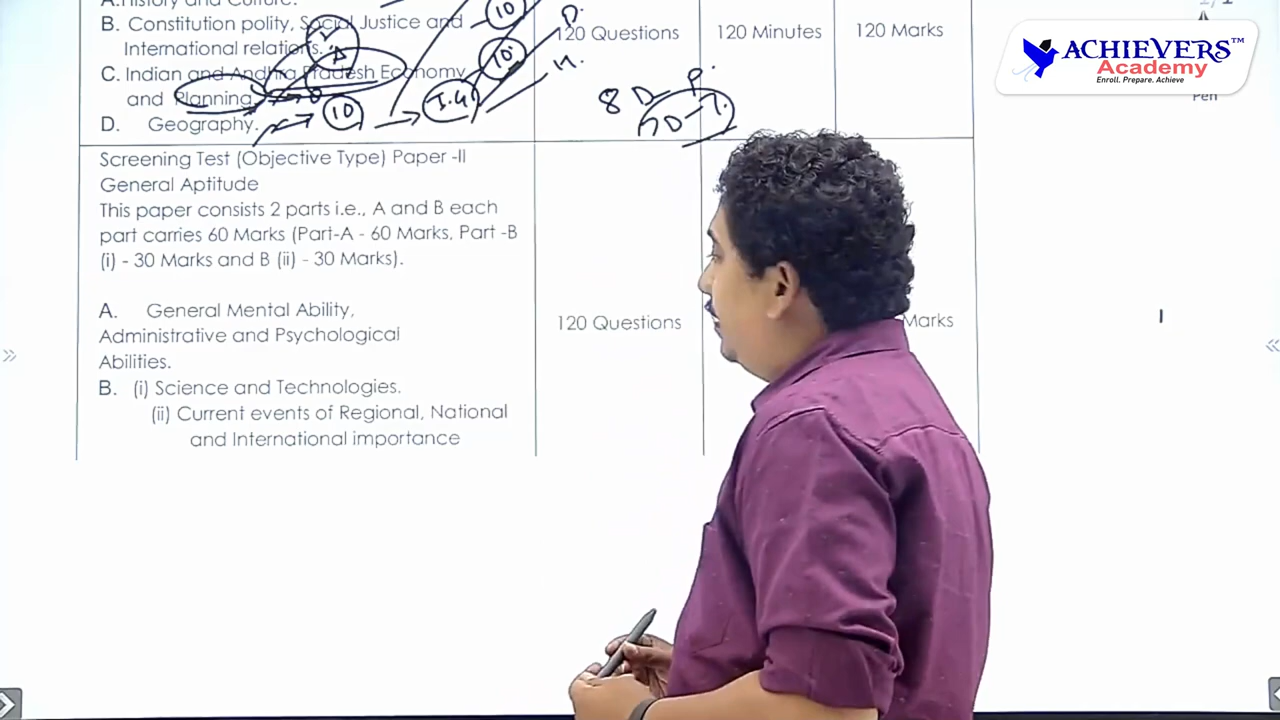 A.History and Culture.
B. Constitution polity, Social Justice and
International relations.
C. Indian and Andhra Pradesh Economy
and Planning.
D. Geography.
120 Questions
120 Minutes
120 Marks
10
10
10
I.G
D.
8
P.
ACHIEVERS™
Academy
Enroll. Prepare. Achieve
1/1
Pen
Screening Test (Objective Type) Paper -II
General Aptitude
This paper consists 2 parts i.e., A and B each
part carries 60 Marks (Part-A - 60 Marks, Part -B
(i) - 30 Marks and B (ii) - 30 Marks).
A. General Mental Ability,
Administrative and Psychological
Abilities.
B. (i) Science and Technologies.
(ii) Current events of Regional, National
and International importance
120 Questions
Marks